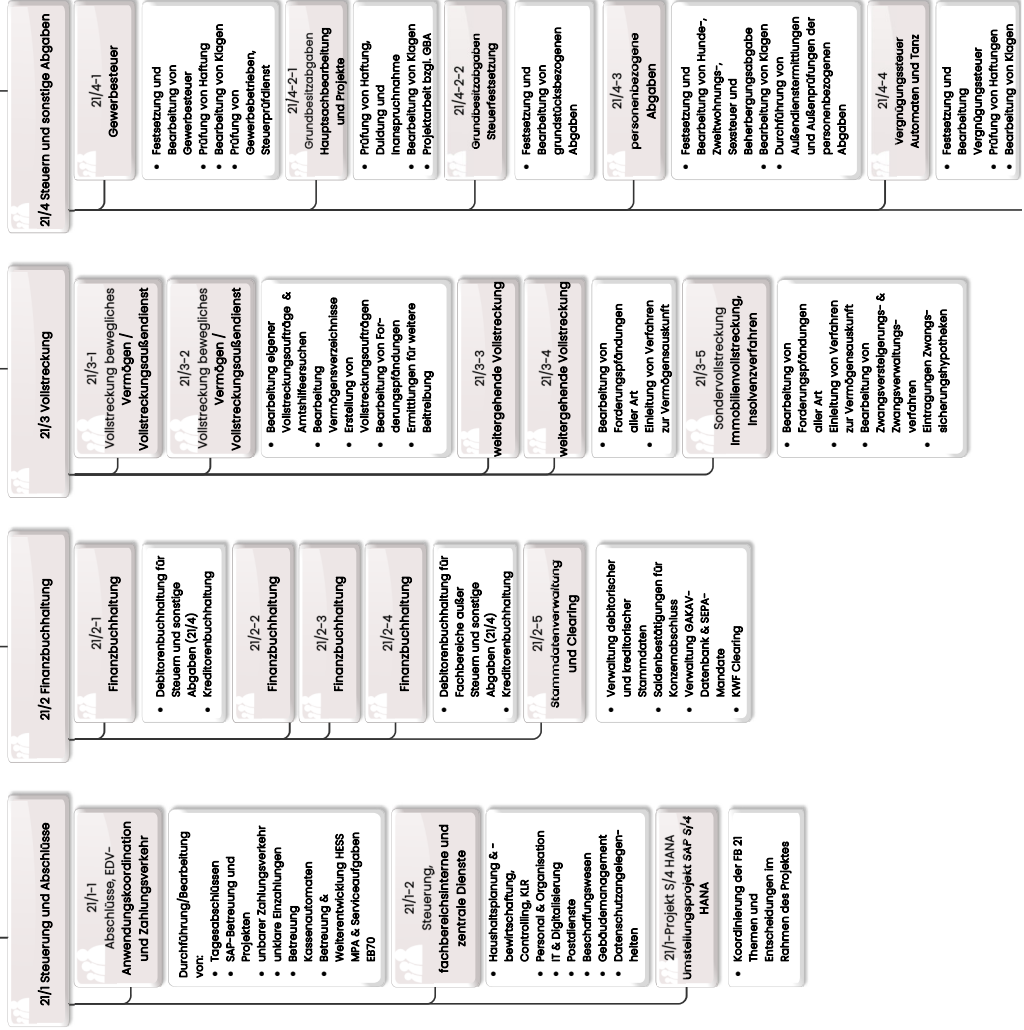 21/1 Steuerung und Abschlüsse
21/1-1
Abschlüsse, EDV-
Anwendungskoordination
und Zahlungsverkehr
Durchführung/Bearbeitung
von:
• Tagesabschlüssen
• SAP-Betreuung und
Projekten
• unbarer Zahlungsverkehr
• unklare Einzahlungen
• Betreuung
Kassenautomaten
• Betreuung &
Weiterentwicklung HESS
MPA & Serviceaufgaben
EB70
21/1-2
Steuerung,
fachbereichsinterne und
zentrale Dienste
• Haushaltsplanung & -
bewirtschaftung,
Controlling, KLR
• Personal & Organisation
• IT & Digitalisierung
• Postdienste
• Beschaffungswesen
• Gebäudemanagement
• Datenschutzangelegen-
heiten
21/1-Projekt S/4 HANA
Umstellungsprojekt SAP S/4
HANA
• Koordinierung der FB 21
Themen und
Entscheidungen im
Rahmen des Projektes
21/2 Finanzbuchhaltung
21/2-1
Finanzbuchhaltung
• Debitorenbuchhaltung für
Steuern und sonstige
Abgaben (21/4)
• Kreditorenbuchhaltung
21/2-2
Finanzbuchhaltung
21/2-3
Finanzbuchhaltung
21/2-4
Finanzbuchhaltung
• Debitorenbuchhaltung für
Fachbereiche außer
Steuern und sonstige
Abgaben (21/4)
• Kreditorenbuchhaltung
21/2-5
Stammdatenverwaltung
und Clearing
• Verwaltung debitorischer
und kreditorischer
Stammdaten
• Saldenbestätigungen für
Konzernabschluss
• Verwaltung GAKAV-
Datenbank & SEPA-
Mandate
• KWF Clearing
21/3 Vollstreckung
21/3-1
Vollstreckung bewegliches
Vermögen /
Vollstreckungsaußendienst
21/3-2
Vollstreckung bewegliches
Vermögen /
Vollstreckungsaußendienst
• Bearbeitung eigener
Vollstreckungsaufträge &
Amtshilfeersuchen
• Bearbeitung
Vermögensverzeichnisse
• Erstellung von
Vollstreckungsaufträgen
• Bearbeitung von For-
derungspfändungen
• Ermittlungen für weitere
Beitreibung
21/3-3
weitergehende Vollstreckung
21/3-4
weitergehende Vollstreckung
• Bearbeitung von
Forderungspfändungen
aller Art
• Einleitung von Verfahren
zur Vermögensauskunft
21/3-5
Sondervollstreckung
Immobilienvollstreckung,
Insolvenzverfahren
• Bearbeitung von
Forderungspfändungen
aller Art
• Einleitung von Verfahren
zur Vermögensauskunft
• Bearbeitung
Zwangsversteigerungs- &
Zwangsverwaltungs-
verfahren
• Eintragungen Zwangs-
sicherungshypotheken
21/4 Steuern und sonstige Abgaben
21/4-1
Gewerbesteuer
• Festsetzung und
Bearbeitung von
Gewerbesteuer
• Prüfung von Haftung
• Bearbeitung von Klagen
• Prüfung von
Gewerbebetrieben,
Steuerprüfdienst
21/4-2-1
Grundbesitzabgaben
Hauptsachbearbeitung
und Projekte
• Prüfung von Haftung,
Duldung und
Inanspruchnahme
• Bearbeitung von Klagen
• Projektarbeit bzgl. GBA
21/4-2-2
Grundbesitzabgaben
Steuerfestsetzung
• Festsetzung und
Bearbeitung von
grundstücksbezogenen
Abgaben
21/4-3
personenbezogene
Abgaben
• Festsetzung und
Bearbeitung von Hunde-,
Zweitwohnungs-,
Sexsteuer und
Beherbergungsabgabe
• Bearbeitung von Klagen
• Durchführung von
Außendienstermittlungen
und Außenprüfungen der
personenbezogenen
Abgaben
21/4-4
Vergnügungssteuer
Automaten und Tanz
• Festsetzung und
Bearbeitung
Vergnügungssteuer
• Prüfung von Haftungen
• Bearbeitung von Klagen